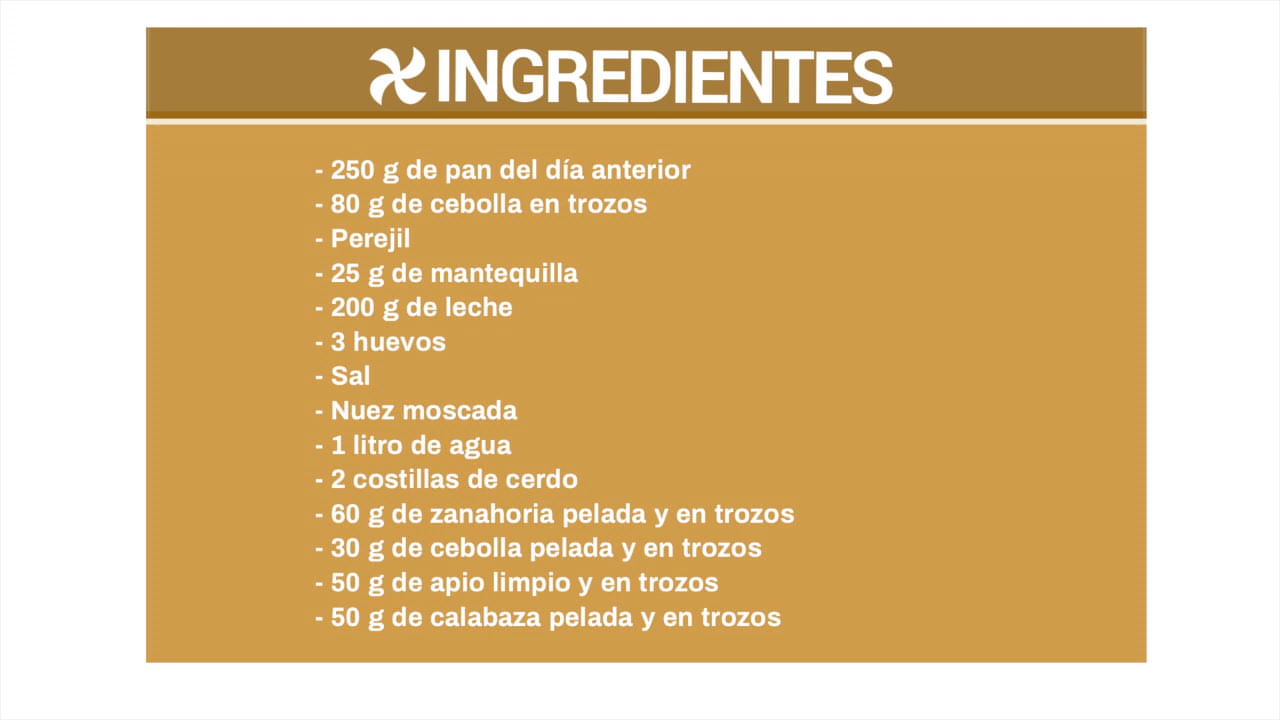 INGREDIENTES
- 250 g de pan del día anterior
- 80 g de cebolla en trozos
- Perejil
- 25 g de mantequilla
- 200 g de leche
- 3 huevos
- Sal
- Nuez moscada
- 1 litro de agua
- 2 costillas de cerdo
- 60 g de zanahoria pelada y en trozos
- 30 g de cebolla pelada y en trozos
- 50 g de apio limpio y en trozos
- 50 g de calabaza pelada y en trozos